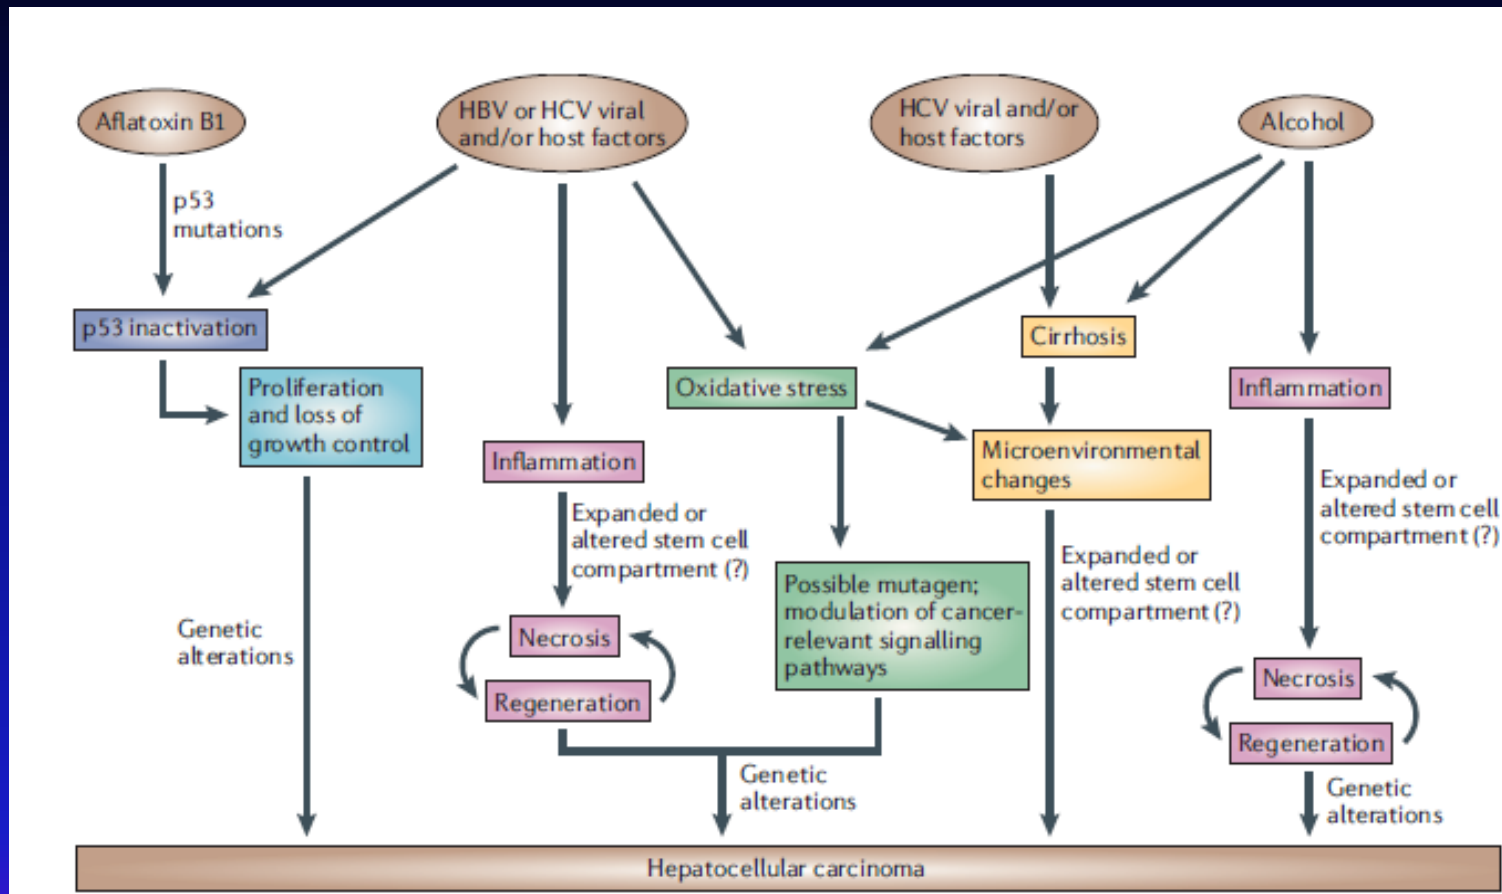 Aflatoxin B1
HBV or HCV viral
and/or host factors
HCV viral and/or
host factors
Alcohol
p53
mutations
p53 inactivation
Cirrhosis
Proliferation
and loss of
growth control
Oxidative stress
Inflammation
Inflammation
Microenvironmental
changes
Expanded or
altered stem cell
compartment (?)
Expanded or
altered stem cell
compartment (?)
Expanded or
altered stem cell
compartment (?)
Possible mutagen;
modulation of cancer-
relevant signalling
pathways
Genetic
alterations
Necrosis
Regeneration
Necrosis
Regeneration
Genetic
alterations
Genetic
alterations
Hepatocellular carcinoma